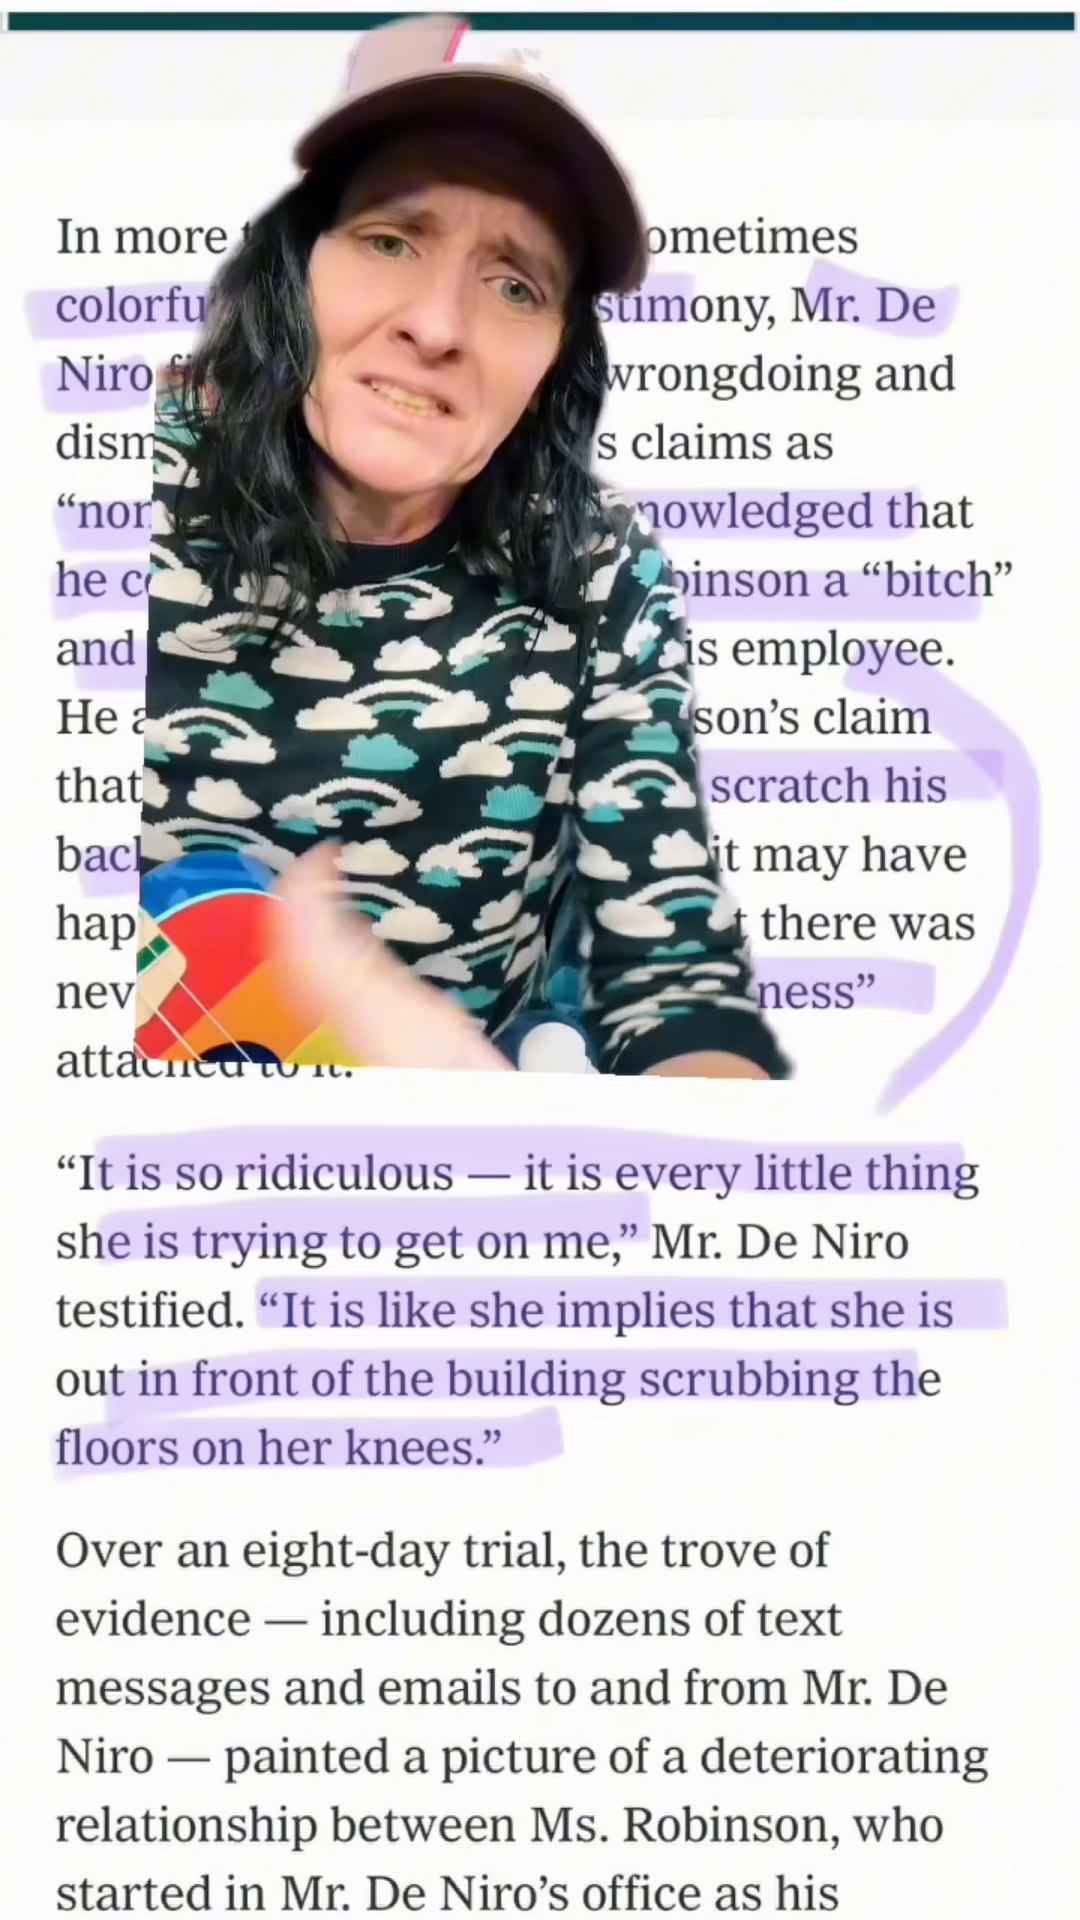 In more ometimes
colorfu stimony, Mr. De
Niro wrongdoing and
dism s claims as
“non nowledged that
he c binson a “bitch”
and is employee.
He a son’s claim
that scratch his
back it may have
hap t there was
nev ness”
attached to it.
“It is so ridiculous — it is every little thing
she is trying to get on me,” Mr. De Niro
testified. “It is like she implies that she is
out in front of the building scrubbing the
floors on her knees.”
Over an eight-day trial, the trove of
evidence — including dozens of text
messages and emails to and from Mr. De
Niro — painted a picture of a deteriorating
relationship between Ms. Robinson, who
started in Mr. De Niro’s office as his